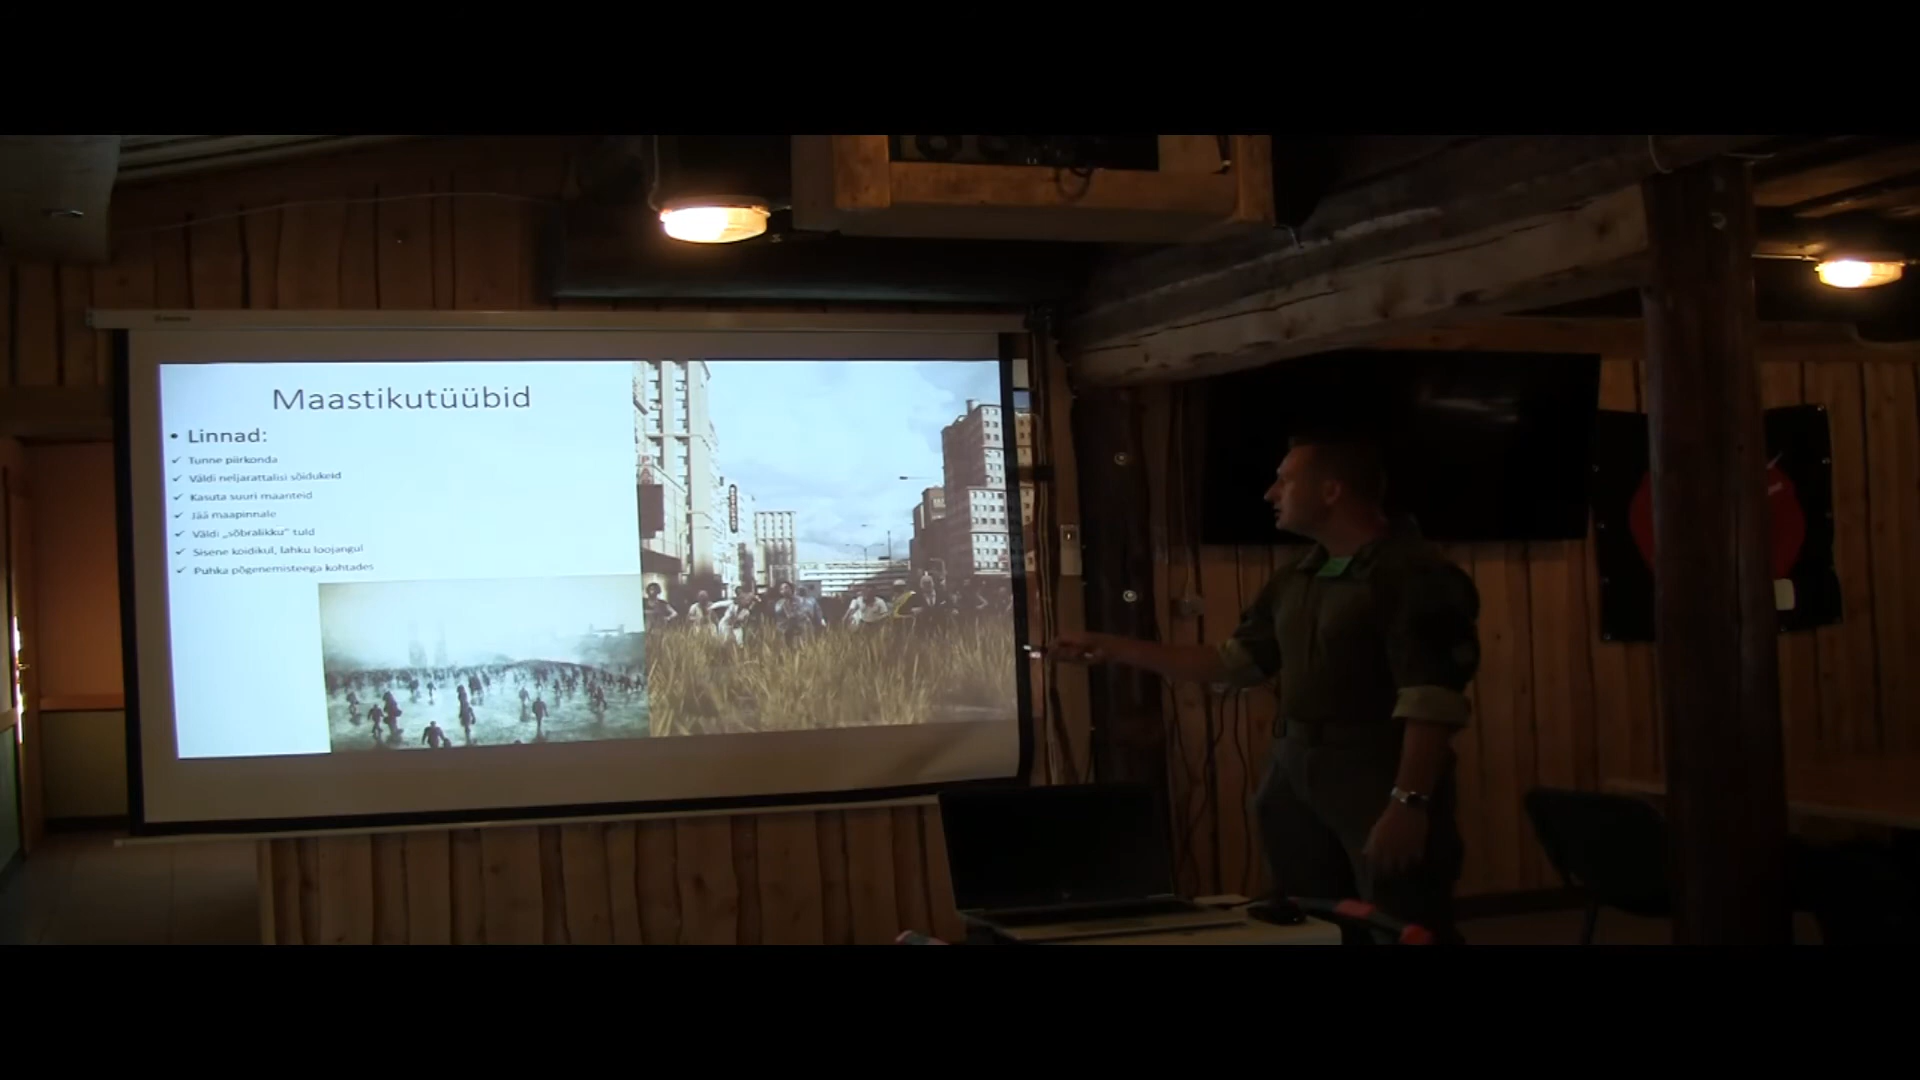 Maastikutüübid
• Linnad:
✓ Tunne piirkonda
✓ Väldi neljarattalisi sõidukeid
✓ Kasuta suuri maanteid
✓ Jää maapinnale
✓ Väldi „sõbralikku" tuld
✓ Sisene koidikul, lahku loojangul
✓ Puhka põgenemisteega kohtades